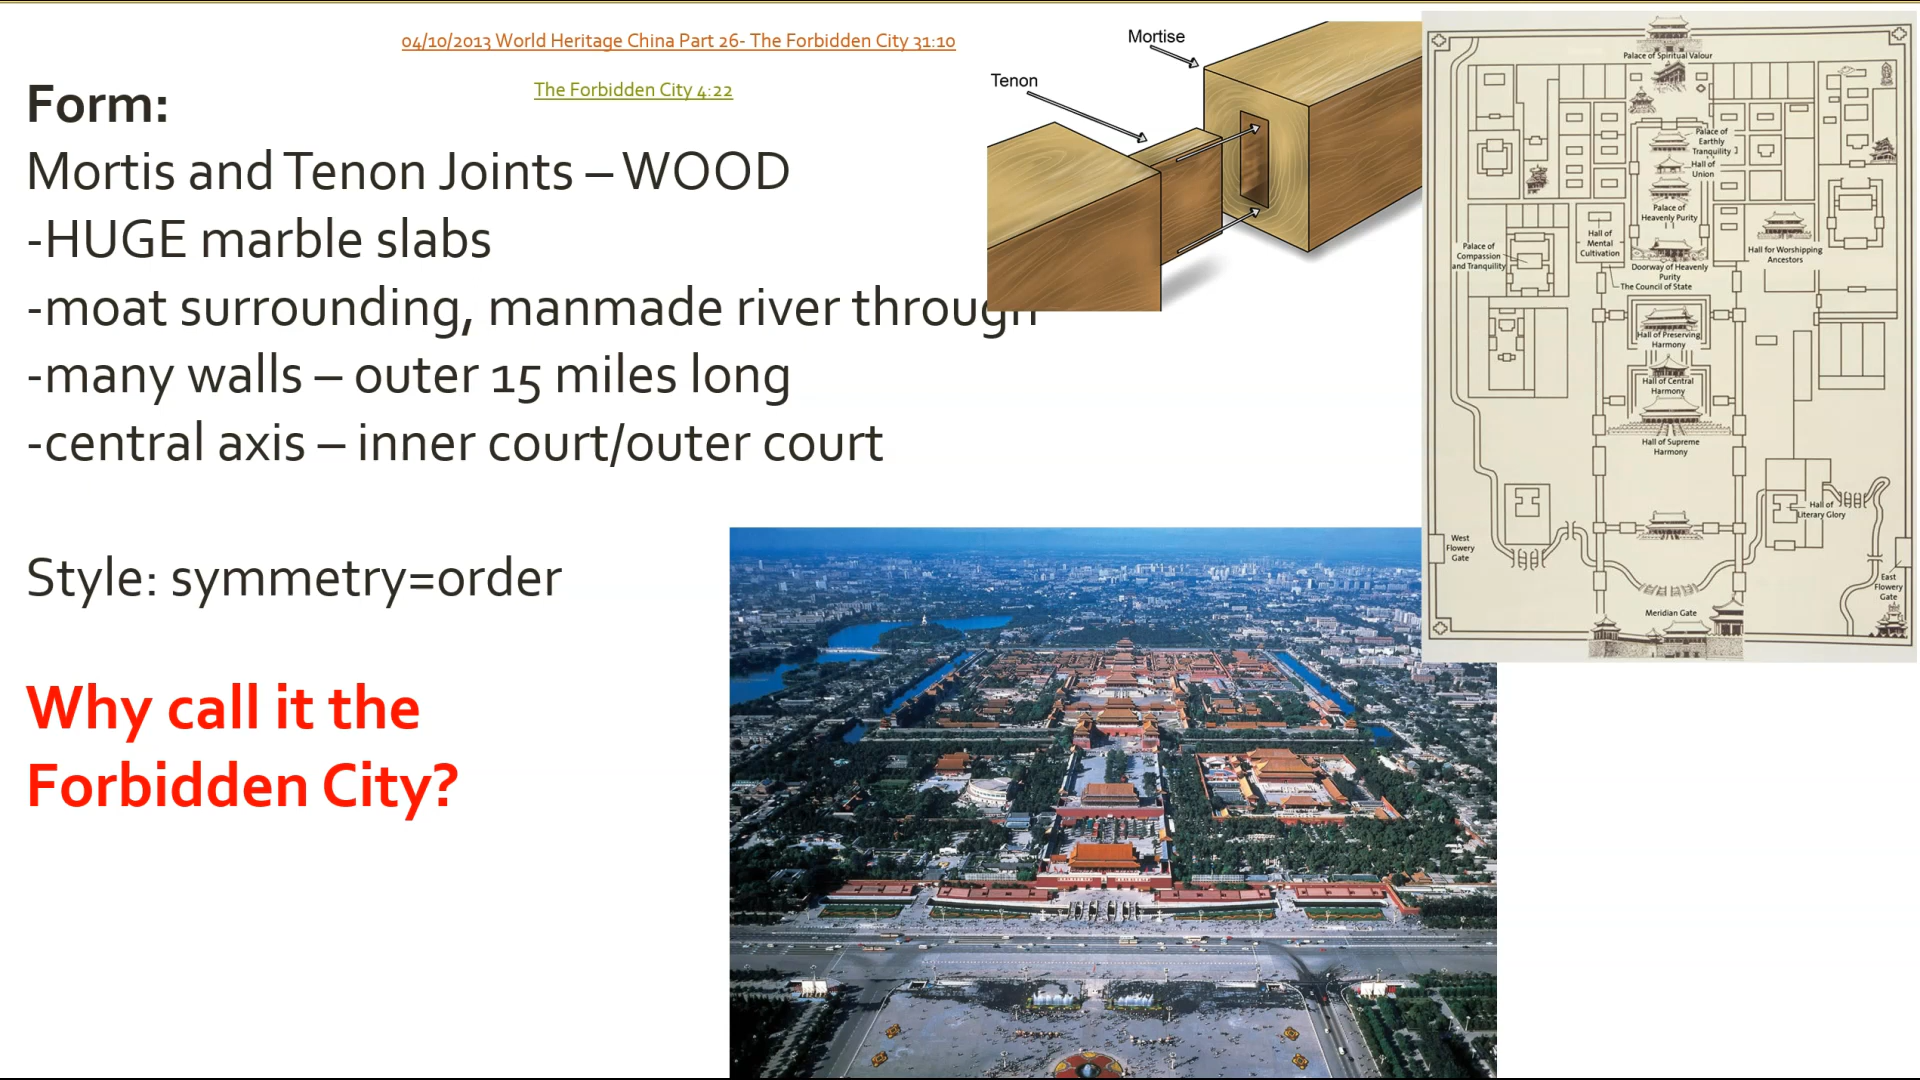 04/10/2013 World Heritage China Part 26- The Forbidden City 31:10
The Forbidden City 4:22
Form:
Mortis and Tenon Joints – WOOD
-HUGE marble slabs
-moat surrounding, manmade river through
-many walls – outer 15 miles long
-central axis – inner court/outer court
Style: symmetry=order
Why call it the
Forbidden City?
Mortise
Tenon
Palace of Spiritual Valour
Palace of
Earthly
Tranquility
Hall of
Union
Palace of
Heavenly Purity
Hall of
Mental
Cultivation
Palace of
Compassion
and Tranquility
Hall for Worshipping
Ancestors
Doorway of Heavenly
Purity
The Council of State
Hall of Preserving
Harmony
Hall of Central
Harmony
Hall of Supreme
Harmony
Hall of
Literary Glory
West
Flowery
Gate
East
Flowery
Gate
Meridian Gate